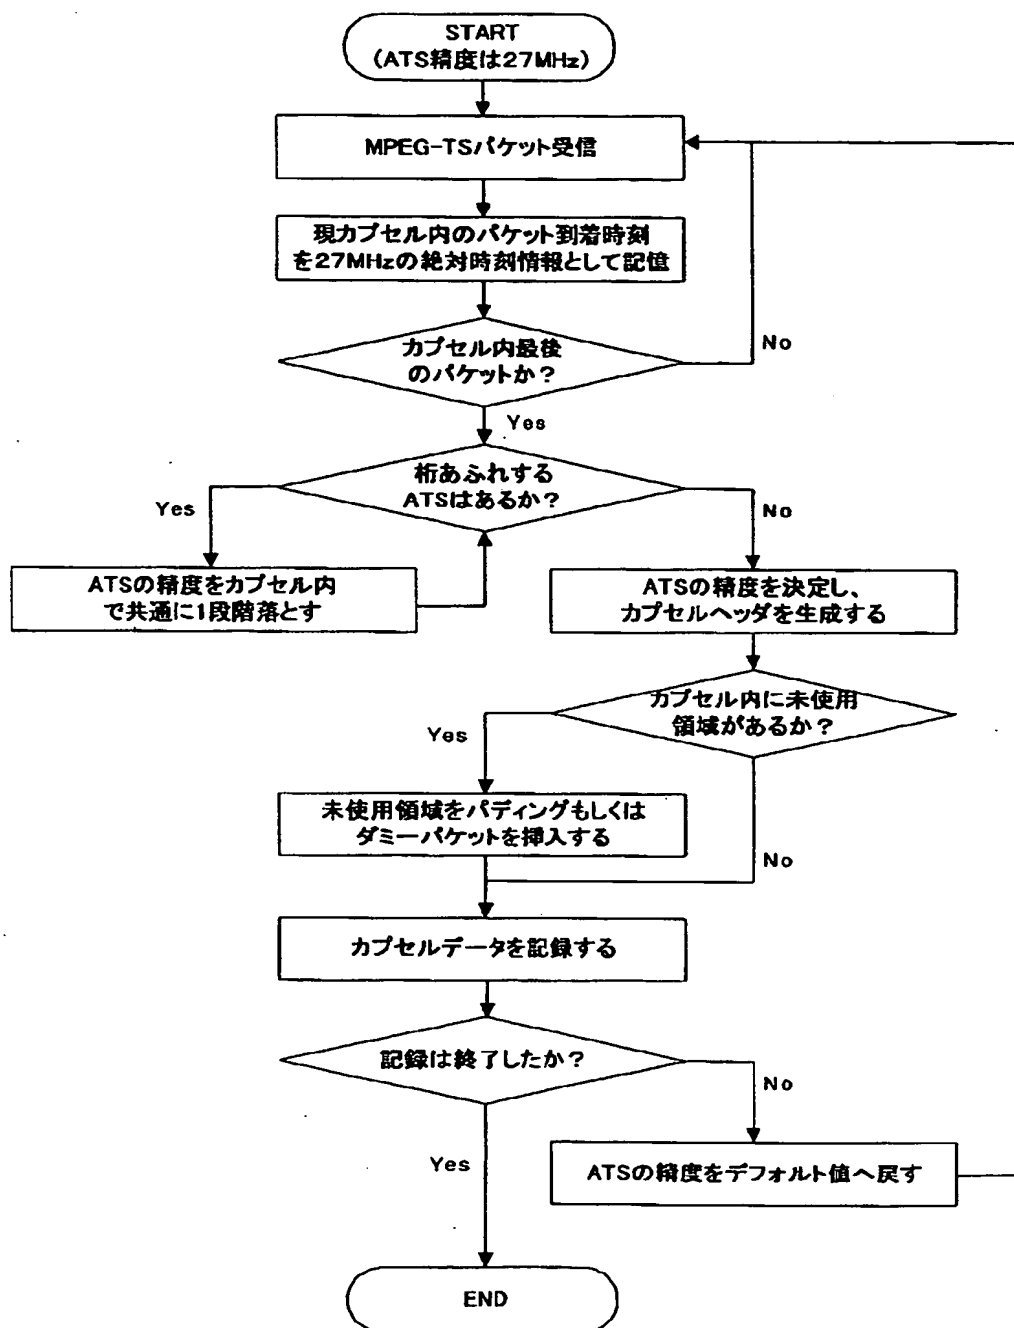 START
(ATS精度は27MHz)
MPEG-TSパケット受信
現カプセル内のパケット到着時刻
を27MHzの絶対時刻情報として記憶
カプセル内最後
のパケットか？
No
Yes
桁あふれする
ATSはあるか？
Yes
No
ATSの精度をカプセル内
で共通に1段階落とす
ATSの精度を決定し、
カプセルヘッダを生成する
カプセル内に未使用
領域があるか？
Yes
未使用領域をパディングもしくは
ダミーパケットを挿入する
No
カプセルデータを記録する
記録は終了したか？
No
Yes
ATSの精度をデフォルト値へ戻す
END